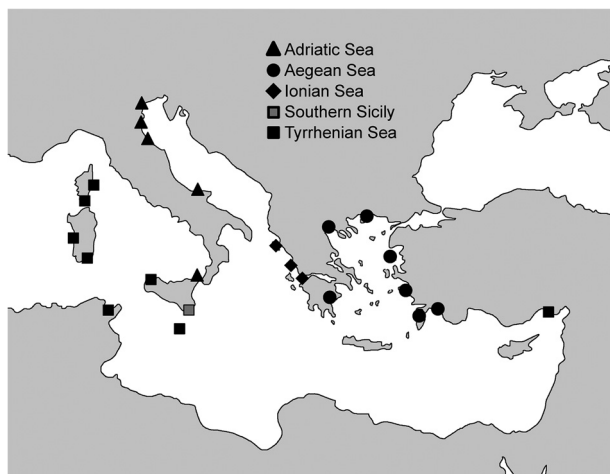 Adriatic Sea
Aegean Sea
Ionian Sea
Southern Sicily
Tyrrhenian Sea